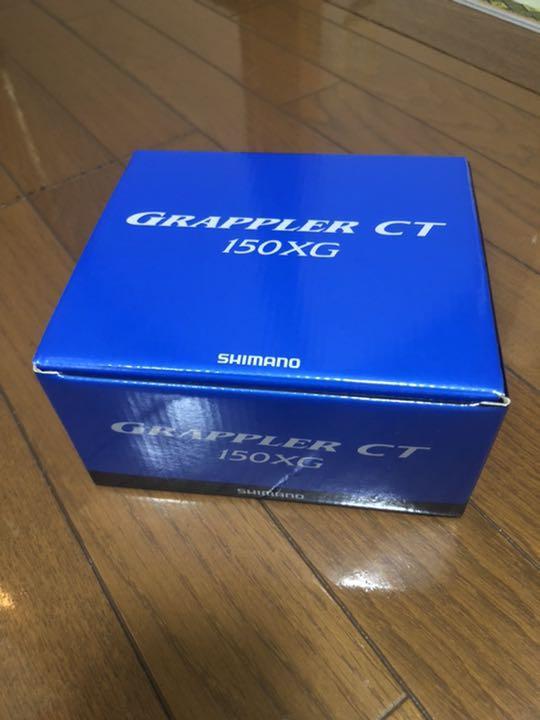 GRAPPLER CT
150XG
SHIMANO
GRAPPLER CT
150XG
SHIMANO